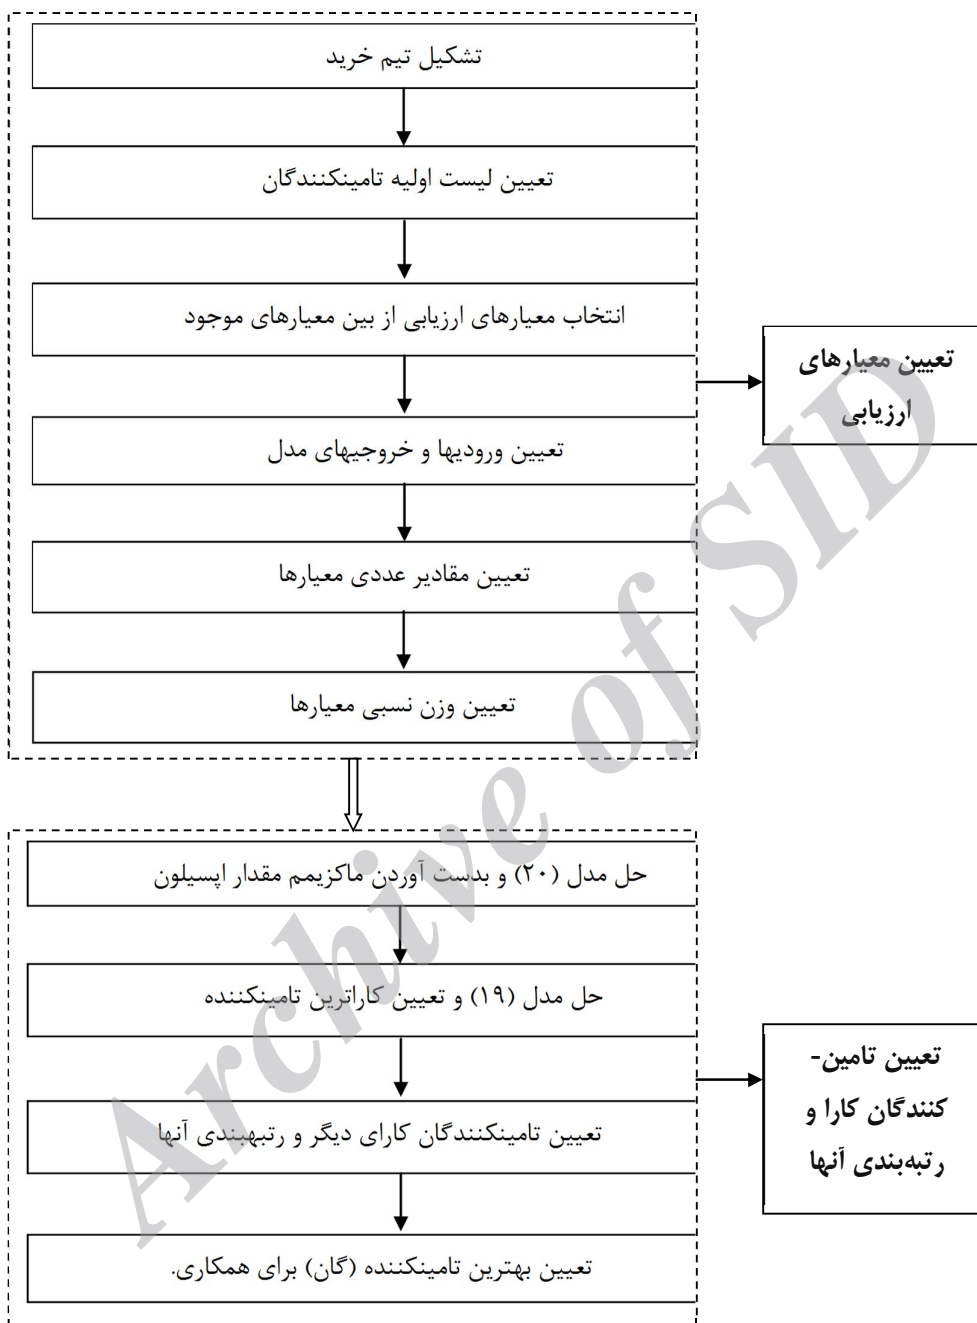 تشکیل تیم خرید
تعیین لیست اولیه تامینکنندگان
انتخاب معیارهای ارزیابی از بین معیارهای موجود
تعیین معیارهای
ارزیابی
تعیین ورودیها و خروجیهای مدل
تعیین مقادیر عددی معیارها
تعیین وزن نسبی معیارها
حل مدل (۲۰) و بدست آوردن ماکزیمم مقدار اپسیلون
حل مدل (۱۹) و تعیین کاراترین تامینکننده
تعیین تامین-
کنندگان کارا و
رتبه‌بندی آنها
تعیین تامینکنندگان کارای دیگر و رتبهبندی آنها
تعیین بهترین تامینکننده (گان) برای همکاری.
Archive of SID